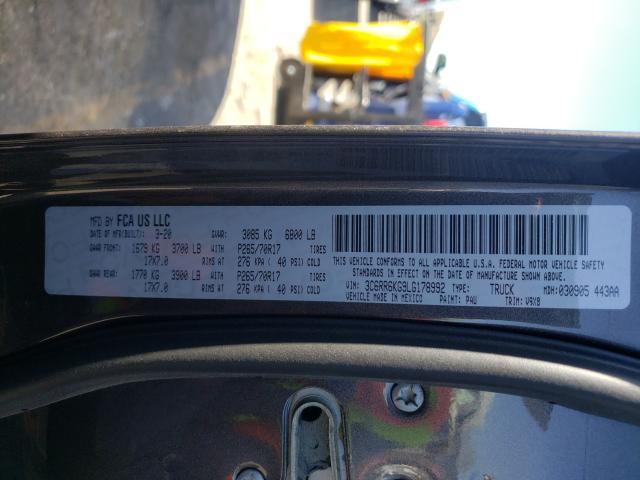 MFD BY FCA US LLC
DATE OF MFR(BUILT): 3-20 GVWR: 3085 KG 6800 LB
GAWR FRONT: 1679 KG 3700 LB WITH P265/70R17 TIRES
17X7.0 RIMS AT 276 KPA ( 40 PSI) COLD
GAWR REAR: 1770 KG 3900 LB WITH P265/70R17 TIRES
17X7.0 RIMS AT 276 KPA ( 40 PSI) COLD
THIS VEHICLE CONFORMS TO ALL APPLICABLE U.S.A. FEDERAL MOTOR VEHICLE SAFETY
STANDARDS IN EFFECT ON THE DATE OF MANUFACTURE SHOWN ABOVE.
VIN: 3C6RR6KG9LG178992 TYPE: TRUCK MDH:030905 443AA
VEHICLE MADE IN MEXICO PAINT: PAU TRIM: V9X8